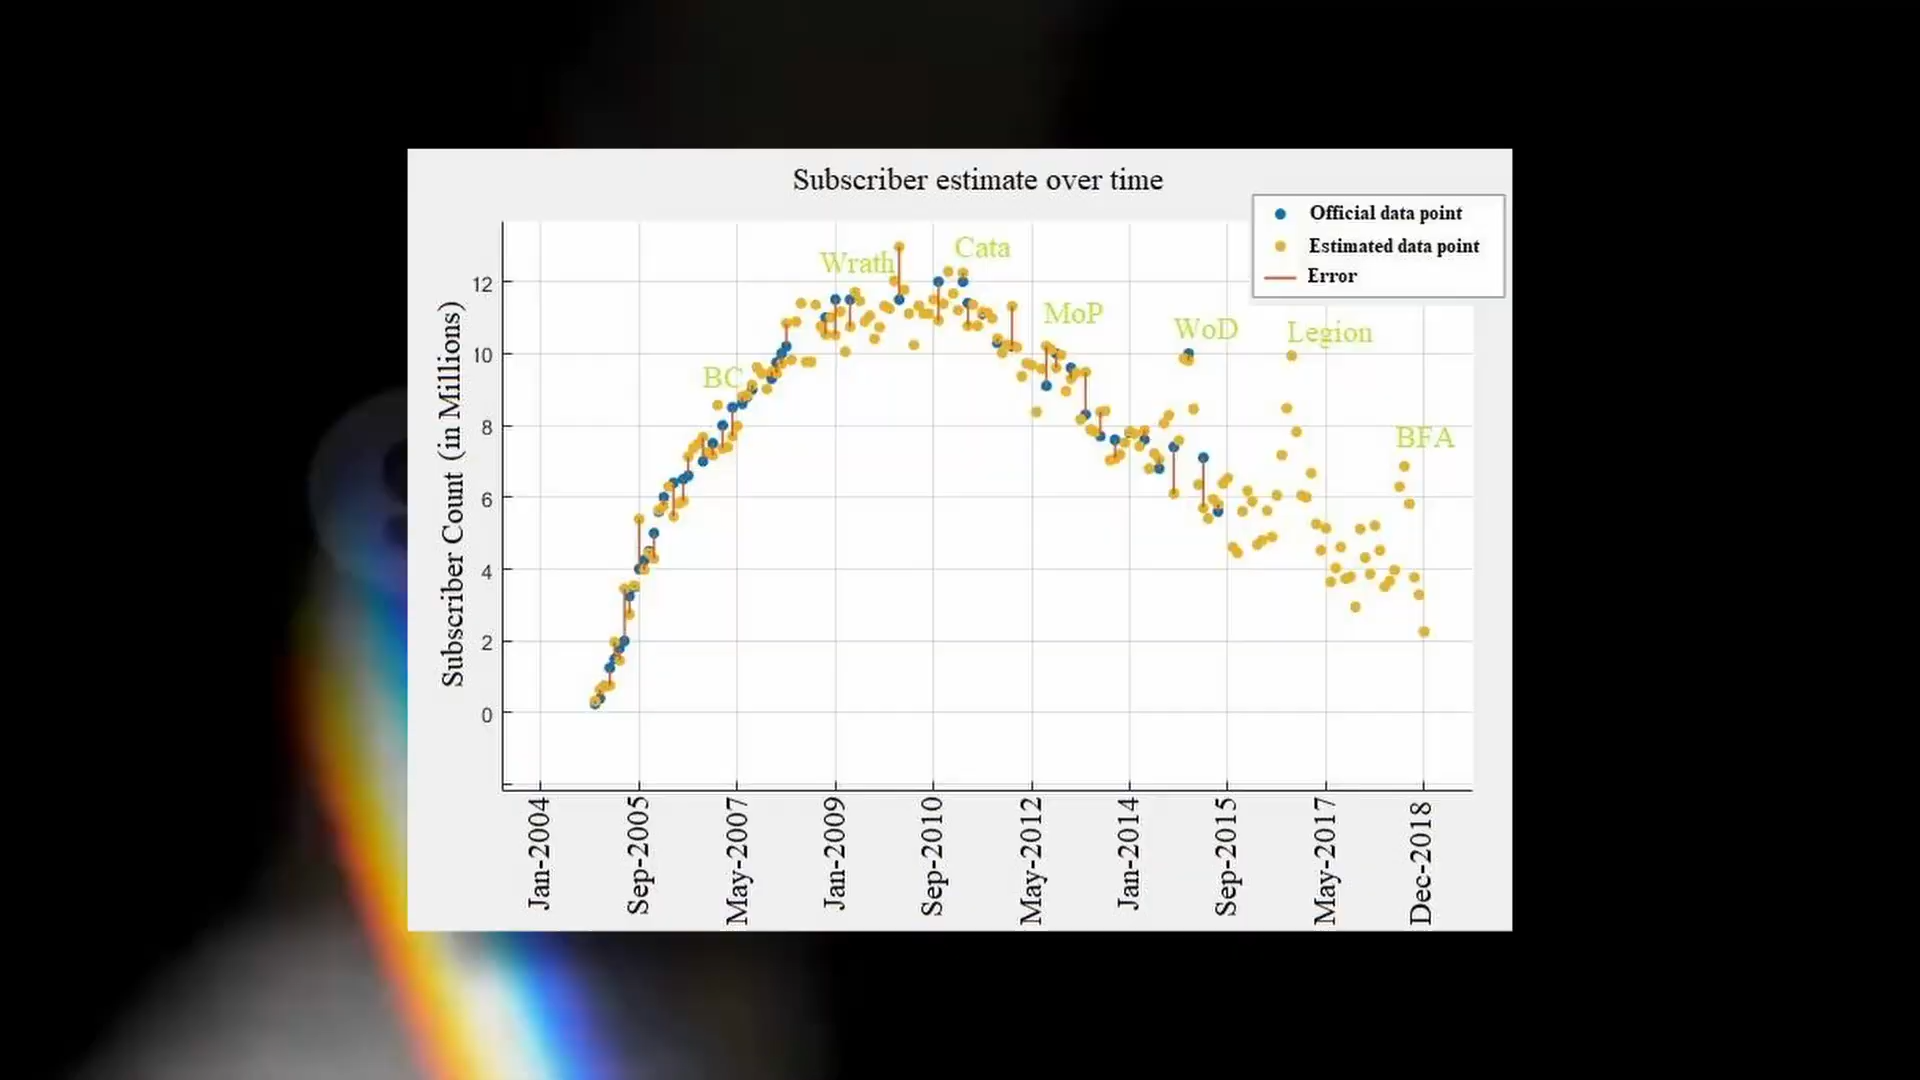 Subscriber estimate over time
Official data point
Estimated data point
Error
Wrath
Cata
MoP
WoD
Legion
BC
BFA
Subscriber Count (in Millions)
12
10
8
6
4
2
0
Jan-2004
Sep-2005
May-2007
Jan-2009
Sep-2010
May-2012
Jan-2014
Sep-2015
May-2017
Dec-2018